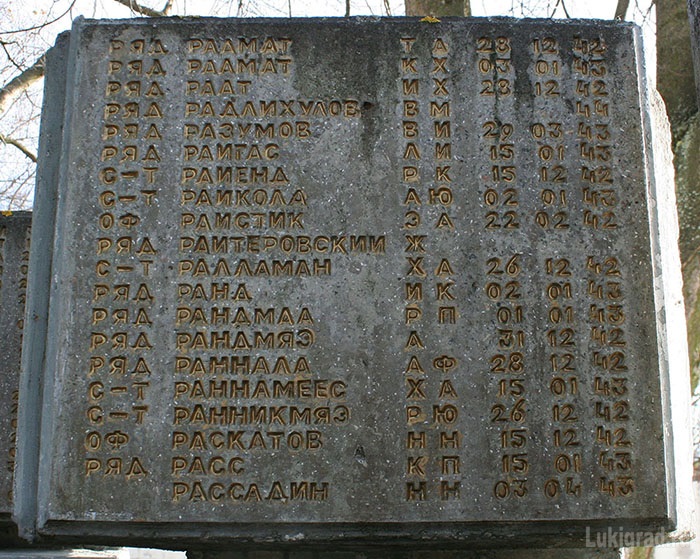 РЯД РААМАТ Т А 28 12 42
РЯД РААМАТ К Х 03 01 43
РЯД РААТ И Х 28 12 42
РЯД РАДЛИХУЛОВ В М 44
РЯД РАЗУМОВ В И 29 03 43
РЯД РАИГАС Л И 15 01 43
С-Т РАИЕНД Р К 15 12 42
С-Т РАИКОЛА А Ю 02 01 43
ОФ РАИСТИК Э А 22 02 42
РЯД РАИТЕРОВСКИИ Ж
С-Т РАЛЛАМАН Х А 26 12 42
РЯД РАНД И К 02 01 43
РЯД РАНДМАА Р П 01 01 43
РЯД РАНДМЯЭ А 31 12 42
РЯД РАННАЛА А Ф 28 12 42
С-Т РАННАМЕЕС Х А 15 01 43
С-Т РАННИКМЯЭ Р Ю 26 12 42
ОФ РАСКАТОВ Н Н 15 12 42
РЯД РАСС К П 15 01 43
РАССАДИН Н Н 03 04 43